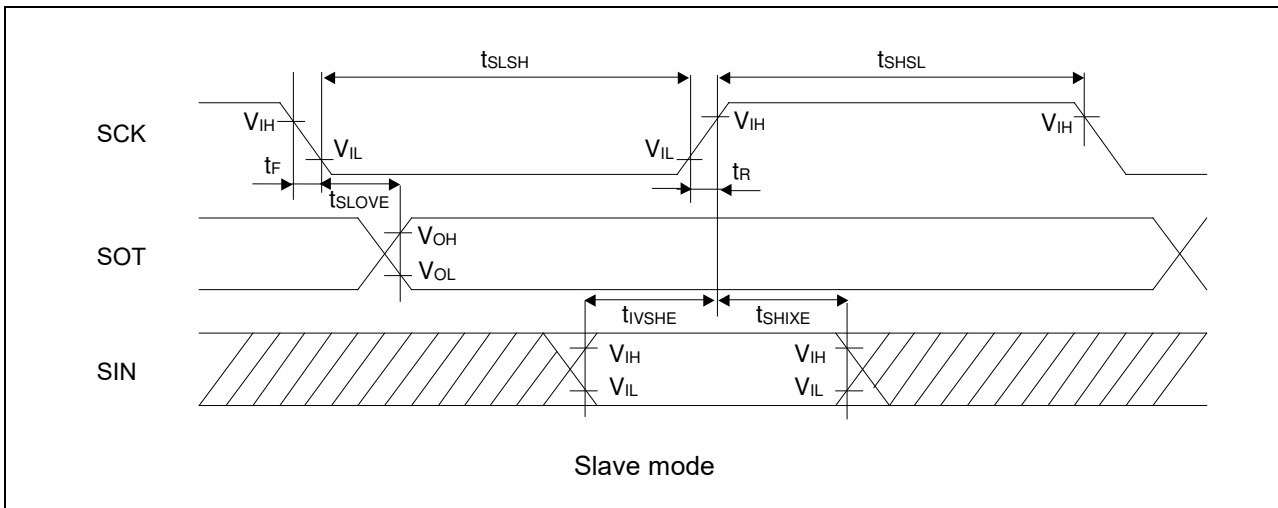 tSLSH
tSHSL
SCK
VIH
VIL
VIL
VIH
VIH
tF
tR
tSLOVE
SOT
VOH
VOL
tIVSHE
tSHIXE
SIN
VIH
VIL
VIH
VIL
Slave mode